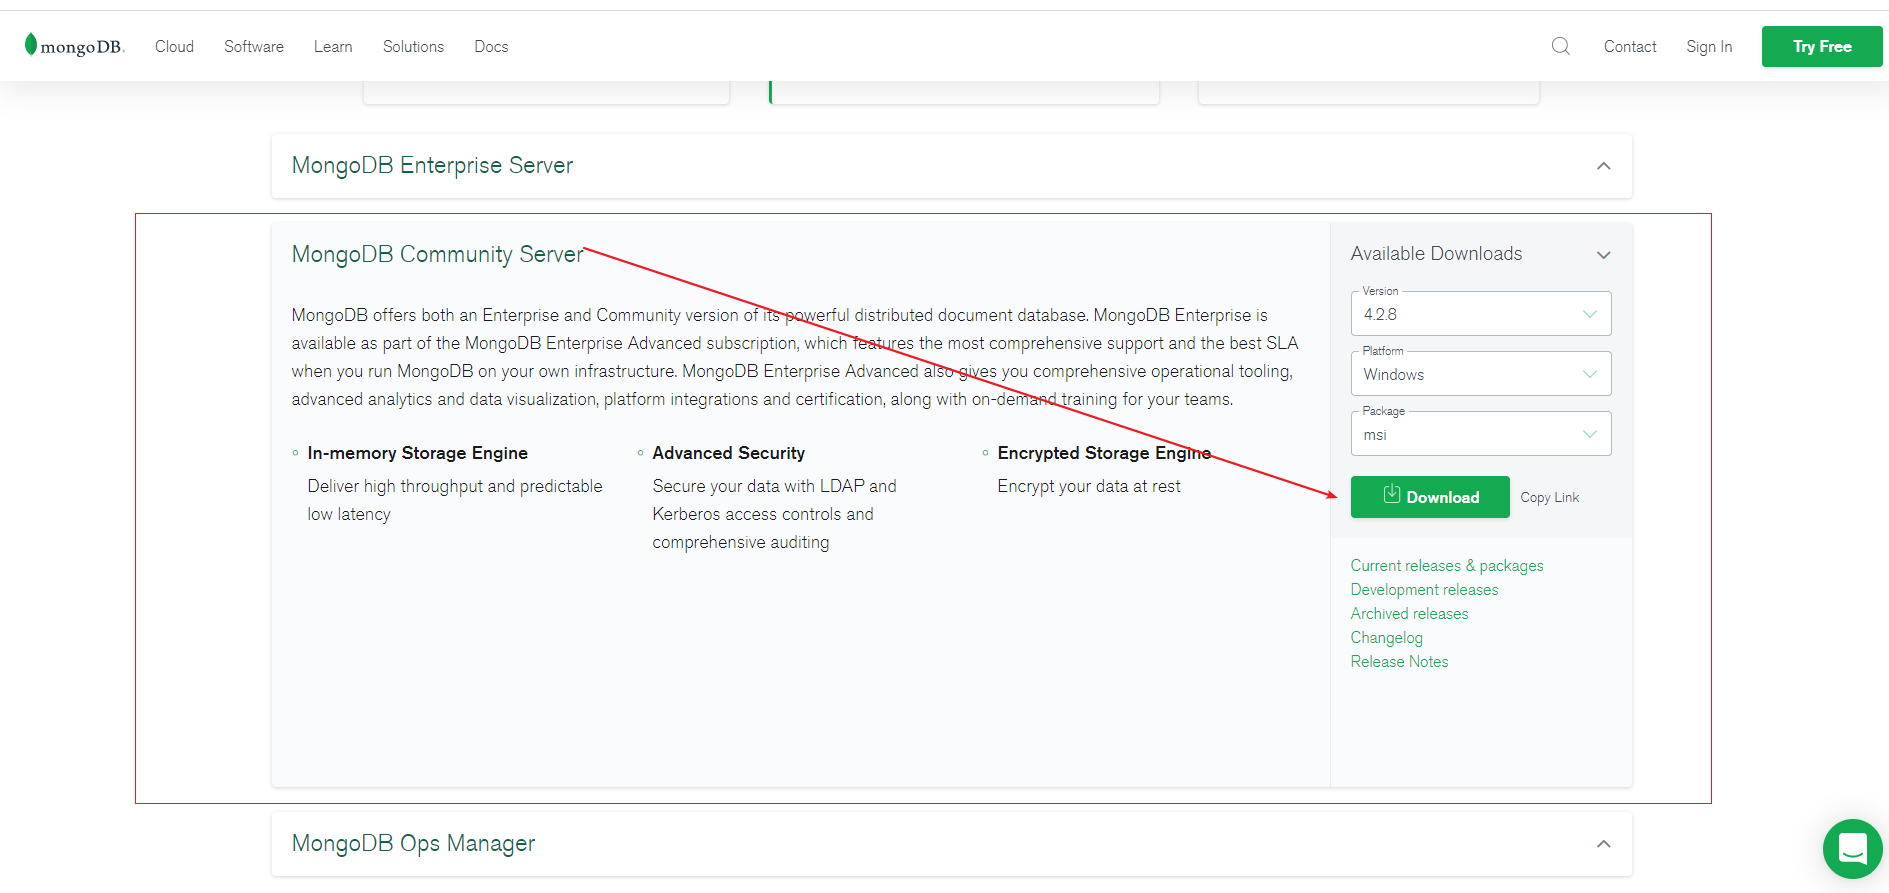 mongoDB. Cloud Software Learn Solutions Docs Contact Sign In Try Free
MongoDB Enterprise Server
MongoDB Community Server
MongoDB offers both an Enterprise and Community version of its powerful distributed document database. MongoDB Enterprise is
available as part of the MongoDB Enterprise Advanced subscription, which features the most comprehensive support and the best SLA
when you run MongoDB on your own infrastructure. MongoDB Enterprise Advanced also gives you comprehensive operational tooling,
advanced analytics and data visualization, platform integrations and certification, along with on-demand training for your teams.
In-memory Storage Engine
Deliver high throughput and predictable
low latency
Advanced Security
Secure your data with LDAP and
Kerberos access controls and
comprehensive auditing
Encrypted Storage Engine
Encrypt your data at rest
Available Downloads
Version
4.2.8
Platform
Windows
Package
msi
Download Copy Link
Current releases & packages
Development releases
Archived releases
Changelog
Release Notes
MongoDB Ops Manager